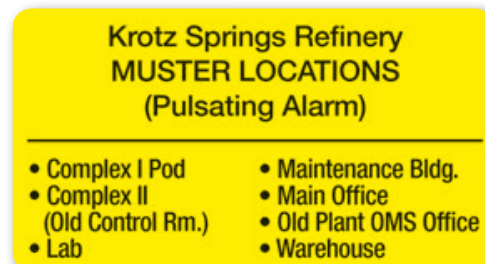 Krotz Springs Refinery
MUSTER LOCATIONS
(Pulsating Alarm)
• Complex I Pod
• Complex II
(Old Control Rm.)
• Lab
• Maintenance Bldg.
• Main Office
• Old Plant OMS Office
• Warehouse